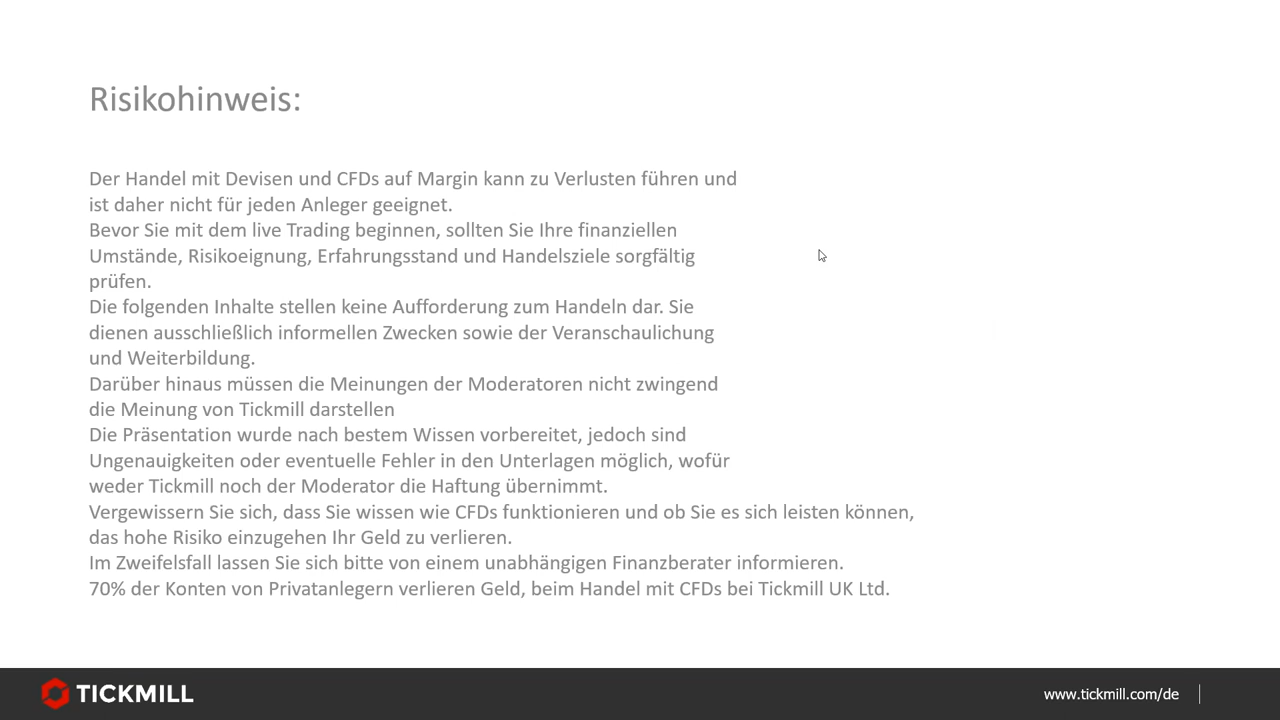 Risikohinweis:
Der Handel mit Devisen und CFDs auf Margin kann zu Verlusten führen und
ist daher nicht für jeden Anleger geeignet.
Bevor Sie mit dem live Trading beginnen, sollten Sie Ihre finanziellen
Umstände, Risikoeignung, Erfahrungsstand und Handelsziele sorgfältig
prüfen.
Die folgenden Inhalte stellen keine Aufforderung zum Handeln dar. Sie
dienen ausschließlich informellen Zwecken sowie der Veranschaulichung
und Weiterbildung.
Darüber hinaus müssen die Meinungen der Moderatoren nicht zwingend
die Meinung von Tickmill darstellen
Die Präsentation wurde nach bestem Wissen vorbereitet, jedoch sind
Ungenauigkeiten oder eventuelle Fehler in den Unterlagen möglich, wofür
weder Tickmill noch der Moderator die Haftung übernimmt.
Vergewissern Sie sich, dass Sie wissen wie CFDs funktionieren und ob Sie es sich leisten können,
das hohe Risiko einzugehen Ihr Geld zu verlieren.
Im Zweifelsfall lassen Sie sich bitte von einem unabhängigen Finanzberater informieren.
70% der Konten von Privatanlegern verlieren Geld, beim Handel mit CFDs bei Tickmill UK Ltd.
TICKMILL
www.tickmill.com/de